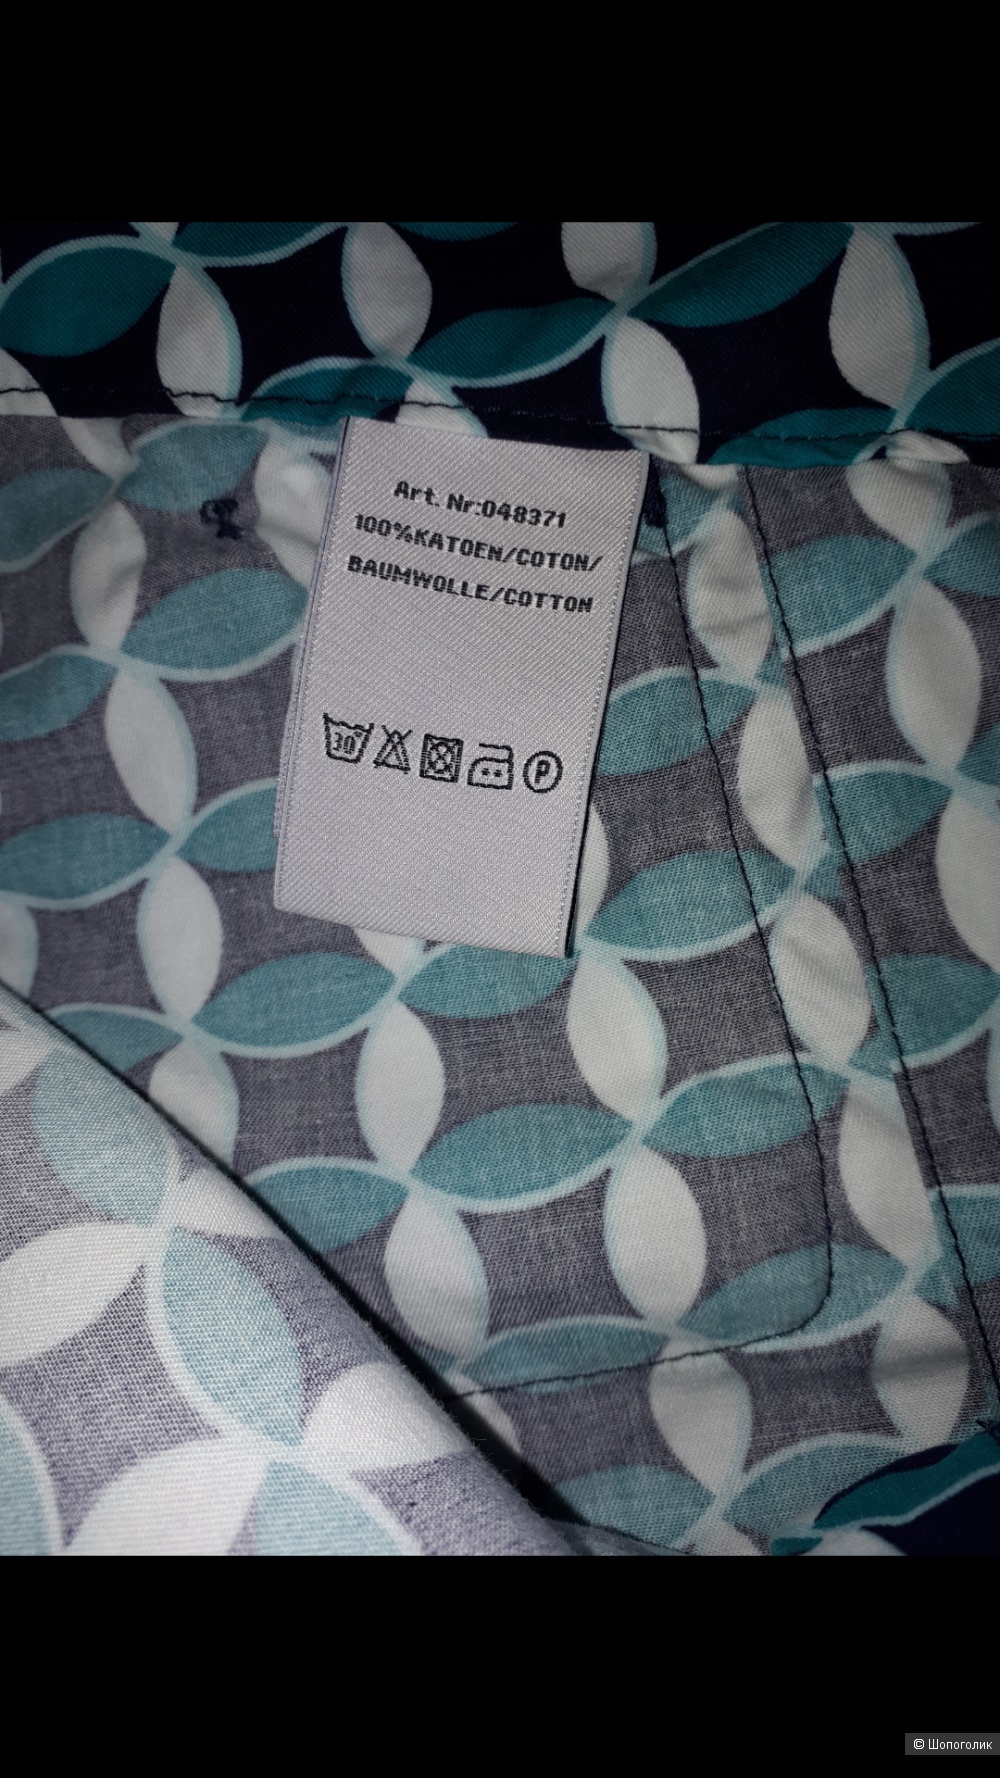 Art. Nr:048371
100%KATOEN/COTON/
BAUMWOLLE/COTTON
30°
P
© Шопоголик